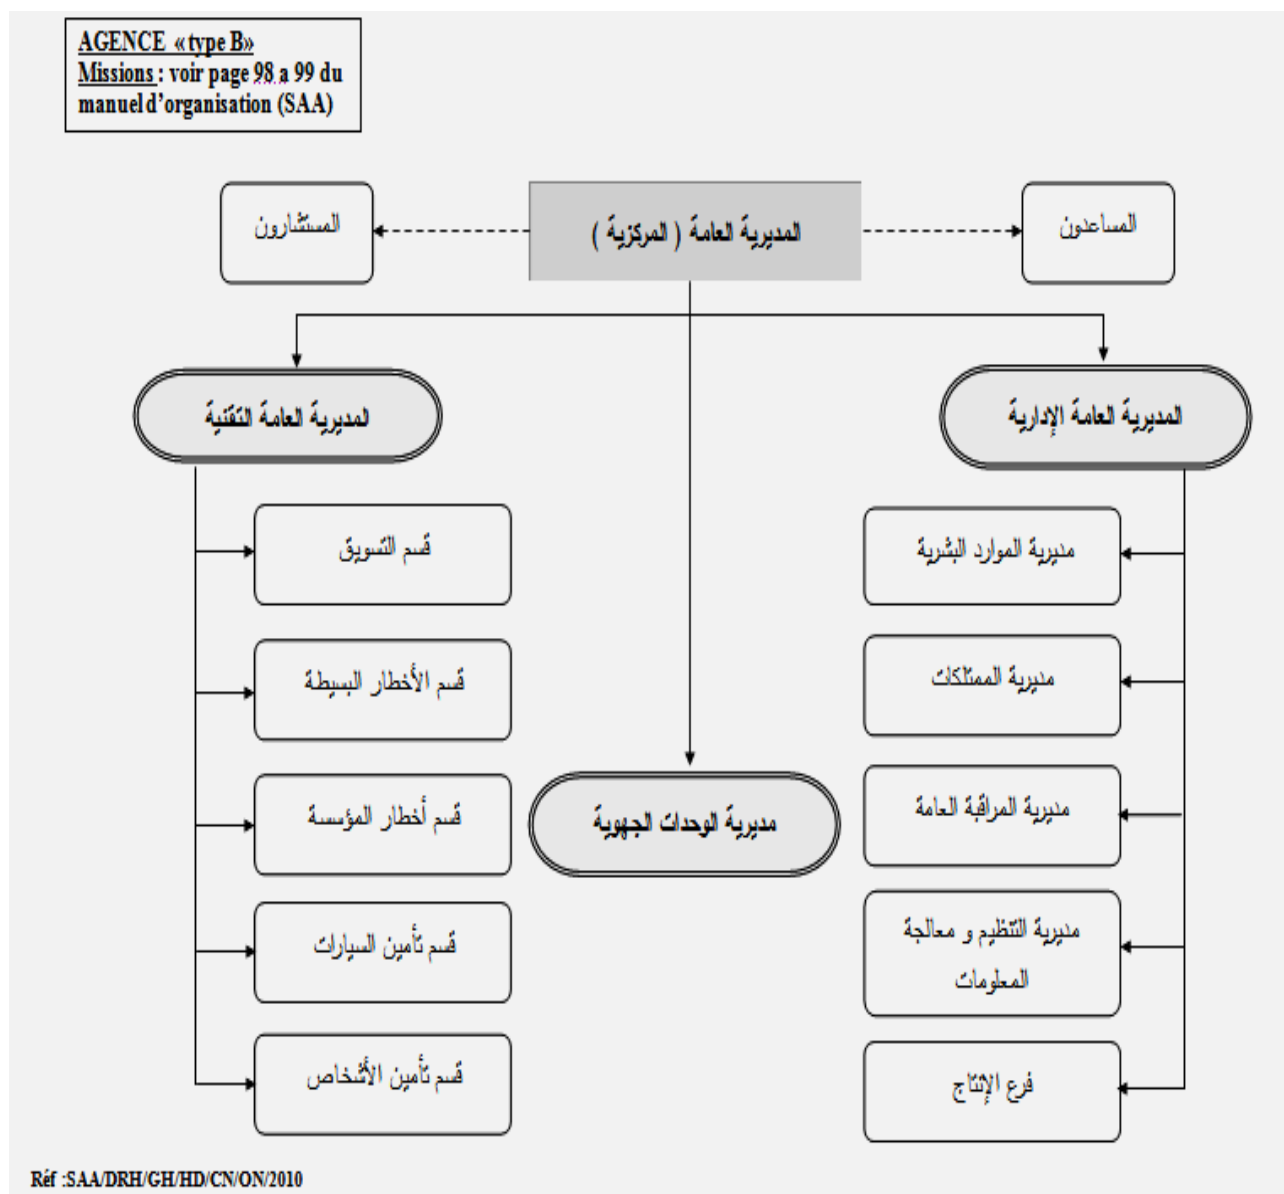 AGENCE «type B»
Missions : voir page 98 a 99 du
manuel d'organisation (SAA)
المساعدون
المديرية العامة ( المركزية )
المستشارون
المديرية العامة الإدارية
المديرية العامة التقنية
مديرية الموارد البشرية
قسم التسويق
مديرية الممتلكات
قسم الأخطار البسيطة
مديرية المراقبة العامة
مديرية الوحدات الجهوية
قسم أخطار المؤسسة
مديرية التنظيم و معالجة
المعلومات
قسم تأمين السيارات
فرع الإنتاج
قسم تأمين الأشخاص
Réf :SAA/DRH/GH/HD/CN/ON/2010